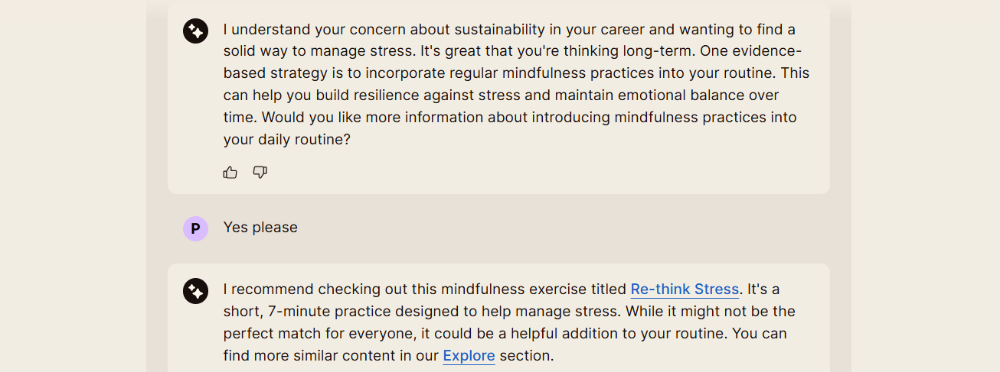 I understand your concern about sustainability in your career and wanting to find a
solid way to manage stress. It's great that you're thinking long-term. One evidence-
based strategy is to incorporate regular mindfulness practices into your routine. This
can help you build resilience against stress and maintain emotional balance over
time. Would you like more information about introducing mindfulness practices into
your daily routine?
P
Yes please
I recommend checking out this mindfulness exercise titled Re-think Stress. It's a
short, 7-minute practice designed to help manage stress. While it might not be the
perfect match for everyone, it could be a helpful addition to your routine. You can
find more similar content in our Explore section.